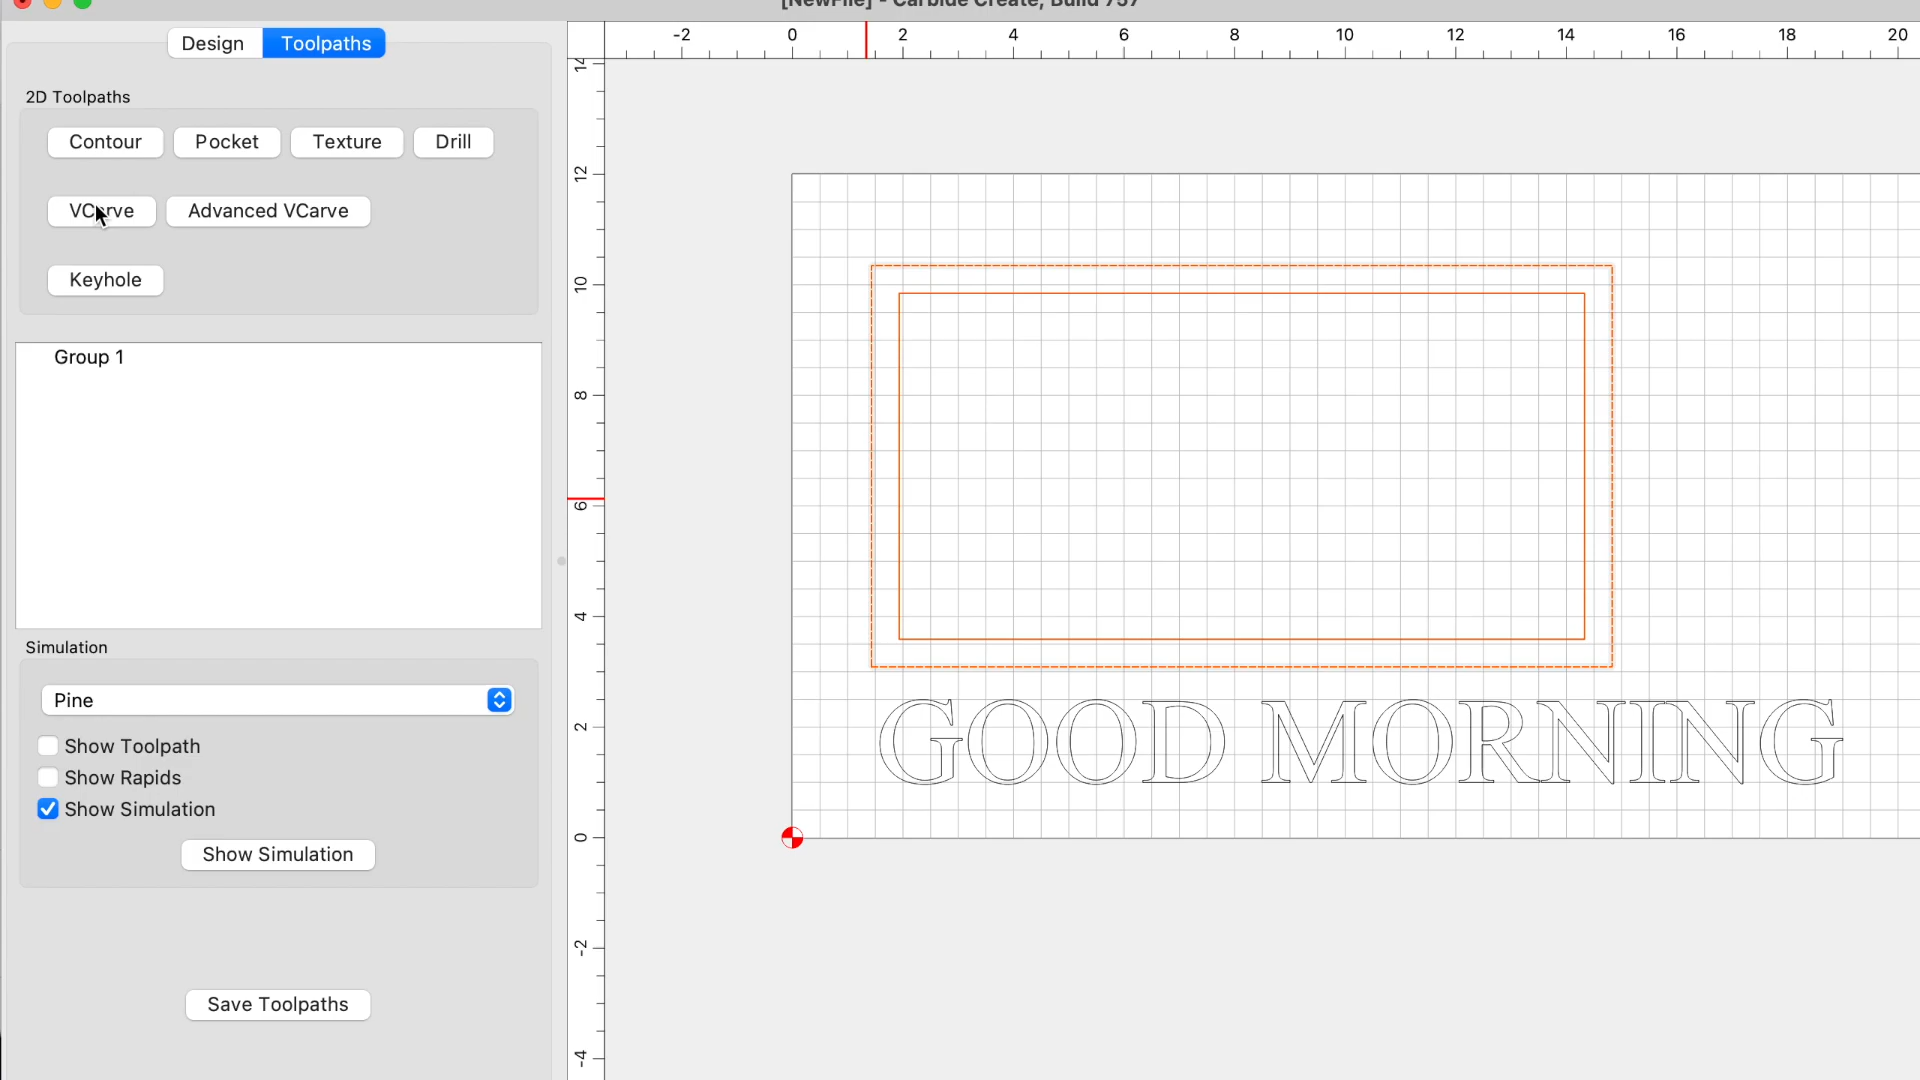 [NewFile] - Carbide Create, Build 757
Design Toolpaths
2D Toolpaths
Contour Pocket Texture Drill
VCarve Advanced VCarve
Keyhole
Group 1
Simulation
Pine
Show Toolpath
Show Rapids
Show Simulation
Show Simulation
Save Toolpaths
-2 0 2 4 6 8 10 12 14 16 18 20
14
12
10
8
6
4
2
0
-2
-4
GOOD MORNING